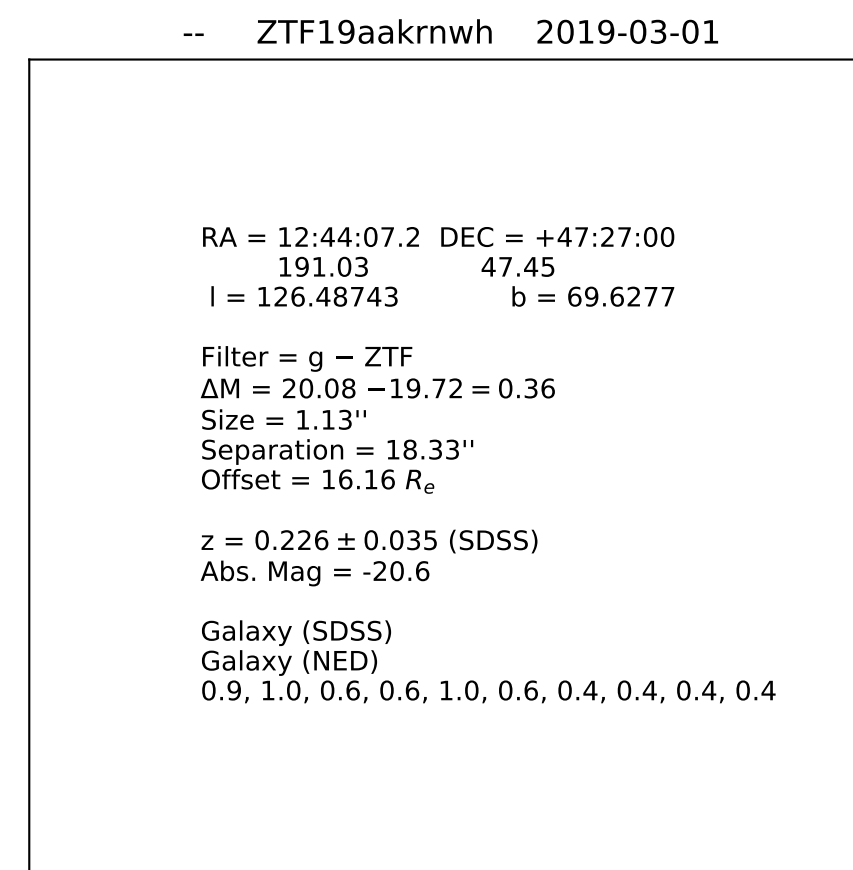 -- ZTF19aakrnwh 2019-03-01
RA = 12:44:07.2 DEC = +47:27:00
191.03 47.45
l = 126.48743 b = 69.6277
Filter = g − ZTF
ΔM = 20.08 −19.72 = 0.36
Size = 1.13''
Separation = 18.33''
Offset = 16.16 Rₑ
z = 0.226 ± 0.035 (SDSS)
Abs. Mag = -20.6
Galaxy (SDSS)
Galaxy (NED)
0.9, 1.0, 0.6, 0.6, 1.0, 0.6, 0.4, 0.4, 0.4, 0.4